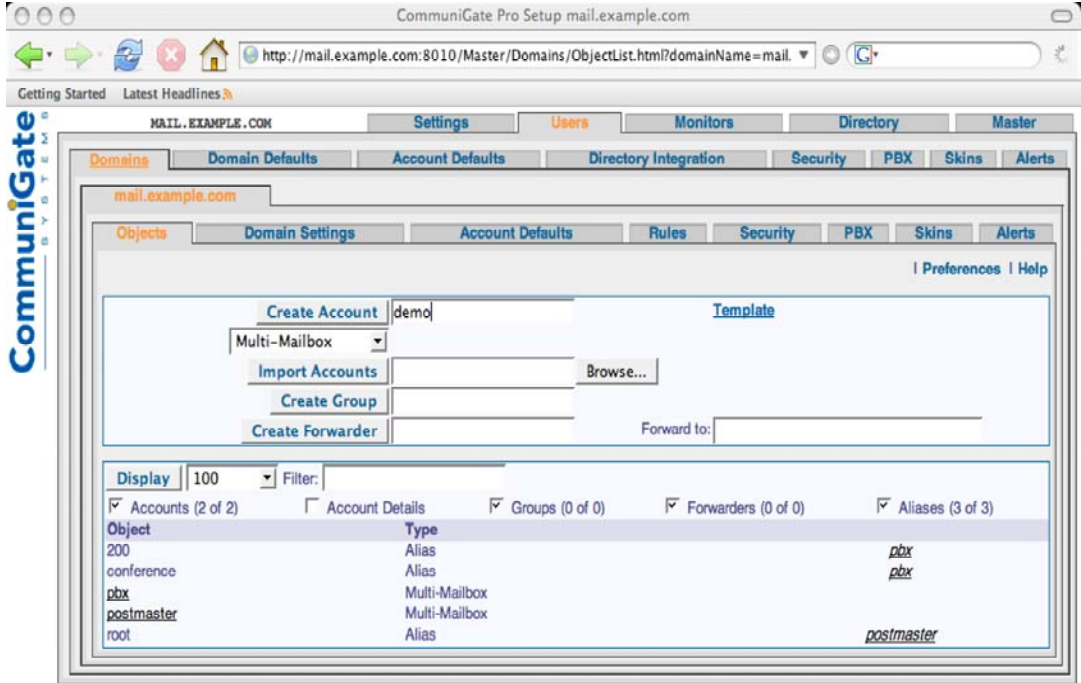 CommuniGate Pro Setup mail.example.com
http://mail.example.com:8010/Master/Domains/ObjectList.html?domainName=mail.
G
Getting Started Latest Headlines
CommuniGate
SYSTEMS
MAIL.EXAMPLE.COM Settings Users Monitors Directory Master
Domains Domain Defaults Account Defaults Directory Integration Security PBX Skins Alerts
mail.example.com
Objects Domain Settings Account Defaults Rules Security PBX Skins Alerts
| Preferences | Help
Create Account demo Template
Multi-Mailbox
Import Accounts Browse...
Create Group
Create Forwarder Forward to:
Display 100 Filter:
Accounts (2 of 2) Account Details Groups (0 of 0) Forwarders (0 of 0) Aliases (3 of 3)
Object Type
200 Alias pbx
conference Alias pbx
pbx Multi-Mailbox
postmaster Multi-Mailbox
root Alias postmaster